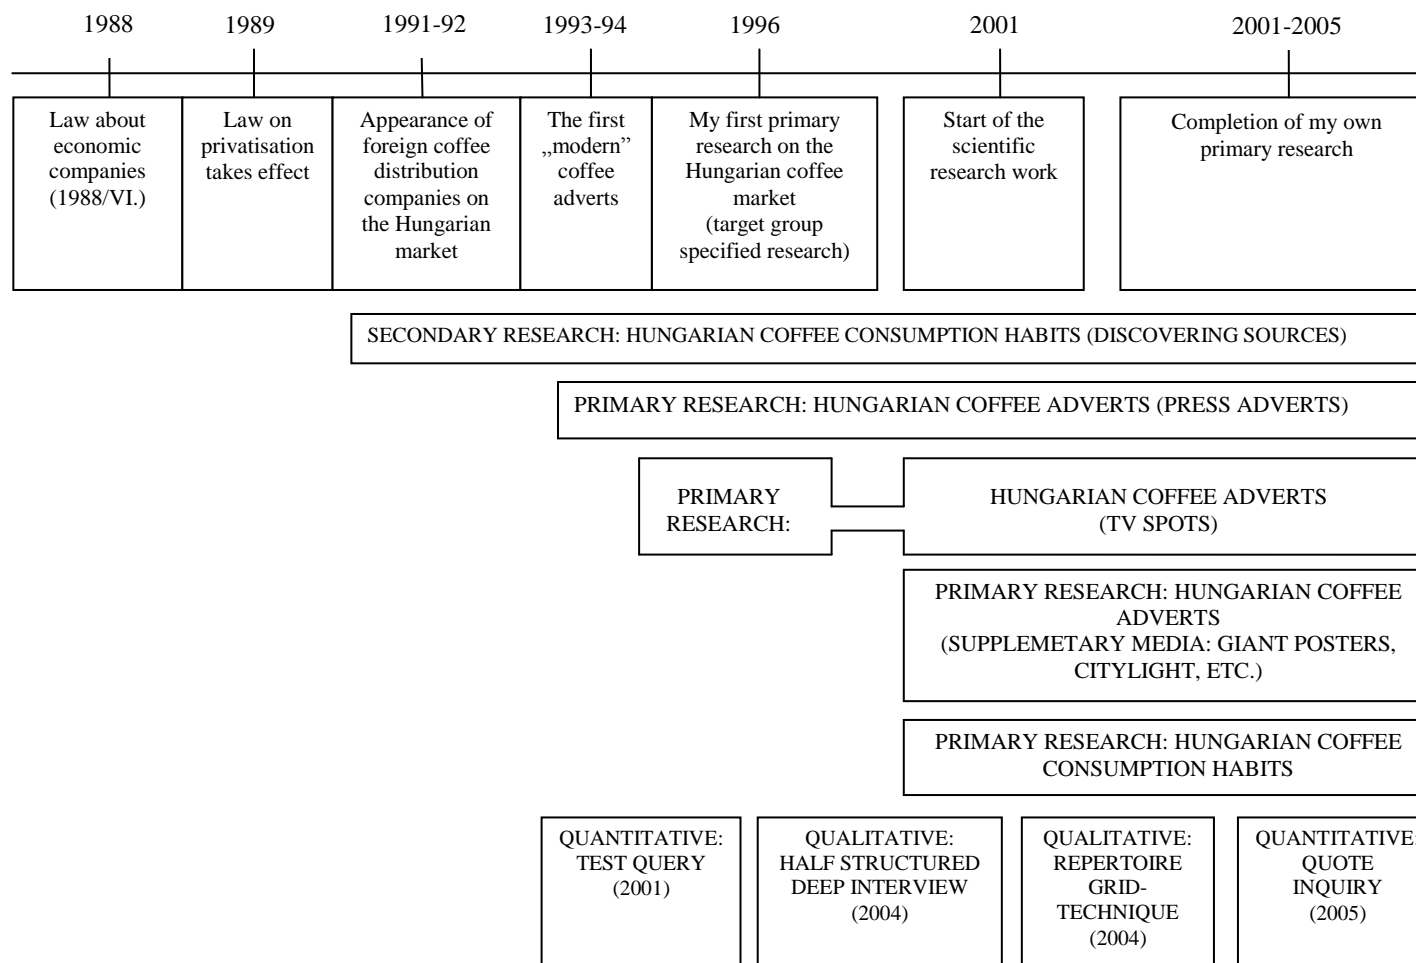 1988
1989
1991-92
1993-94
1996
2001
2001-2005
Law about
economic
companies
(1988/VI.)
Law on
privatisation
takes effect
Appearance of
foreign coffee
distribution
companies on
the Hungarian
market
The first
„modern”
coffee
adverts
My first primary
research on the
Hungarian coffee
market
(target group
specified research)
Start of the
scientific
research work
Completion of my own
primary research
SECONDARY RESEARCH: HUNGARIAN COFFEE CONSUMPTION HABITS (DISCOVERING SOURCES)
PRIMARY RESEARCH: HUNGARIAN COFFEE ADVERTS (PRESS ADVERTS)
PRIMARY
RESEARCH:
HUNGARIAN COFFEE ADVERTS
(TV SPOTS)
PRIMARY RESEARCH: HUNGARIAN COFFEE
ADVERTS
(SUPPLEMETARY MEDIA: GIANT POSTERS,
CITYLIGHT, ETC.)
PRIMARY RESEARCH: HUNGARIAN COFFEE
CONSUMPTION HABITS
QUANTITATIVE:
TEST QUERY
(2001)
QUALITATIVE:
HALF STRUCTURED
DEEP INTERVIEW
(2004)
QUALITATIVE:
REPERTOIRE
GRID-
TECHNIQUE
(2004)
QUANTITATIVE:
QUOTE
INQUIRY
(2005)